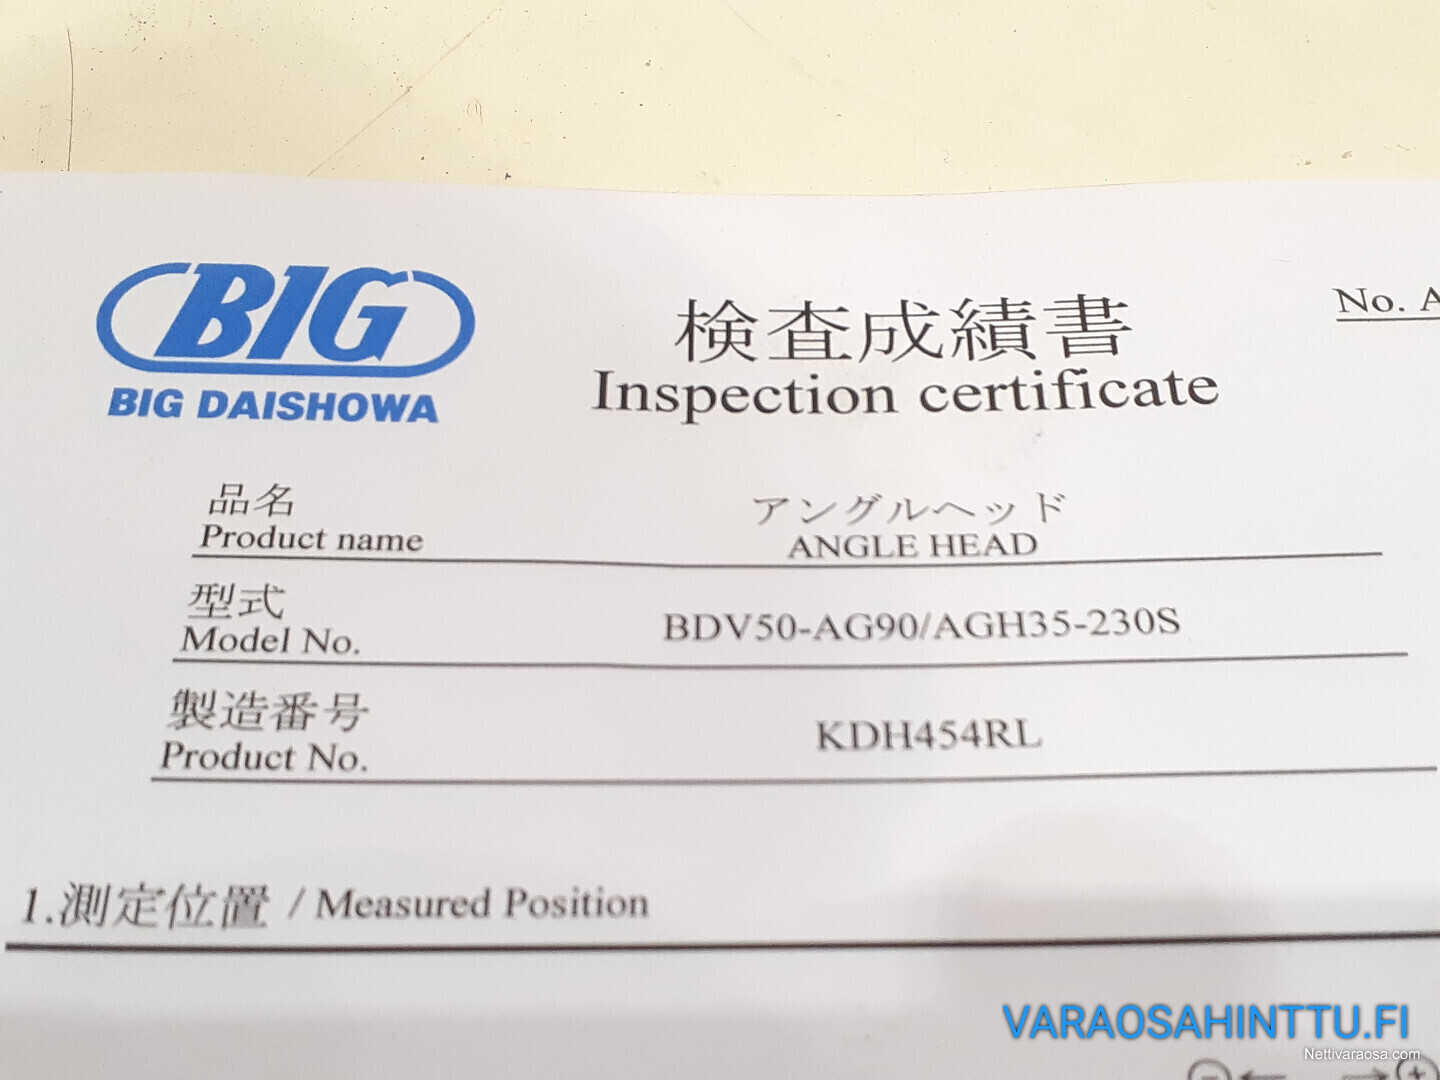 BIG
BIG DAISHOWA
検査成績書
Inspection certificate
No. A
品名
アングルヘッド
Product name
ANGLE HEAD
型式
Model No.
BDV50-AG90/AGH35-230S
製造番号
Product No.
KDH454RL
1.測定位置 / Measured Position
VARAOSAHINTTU.FI
Nettivaraosa.com